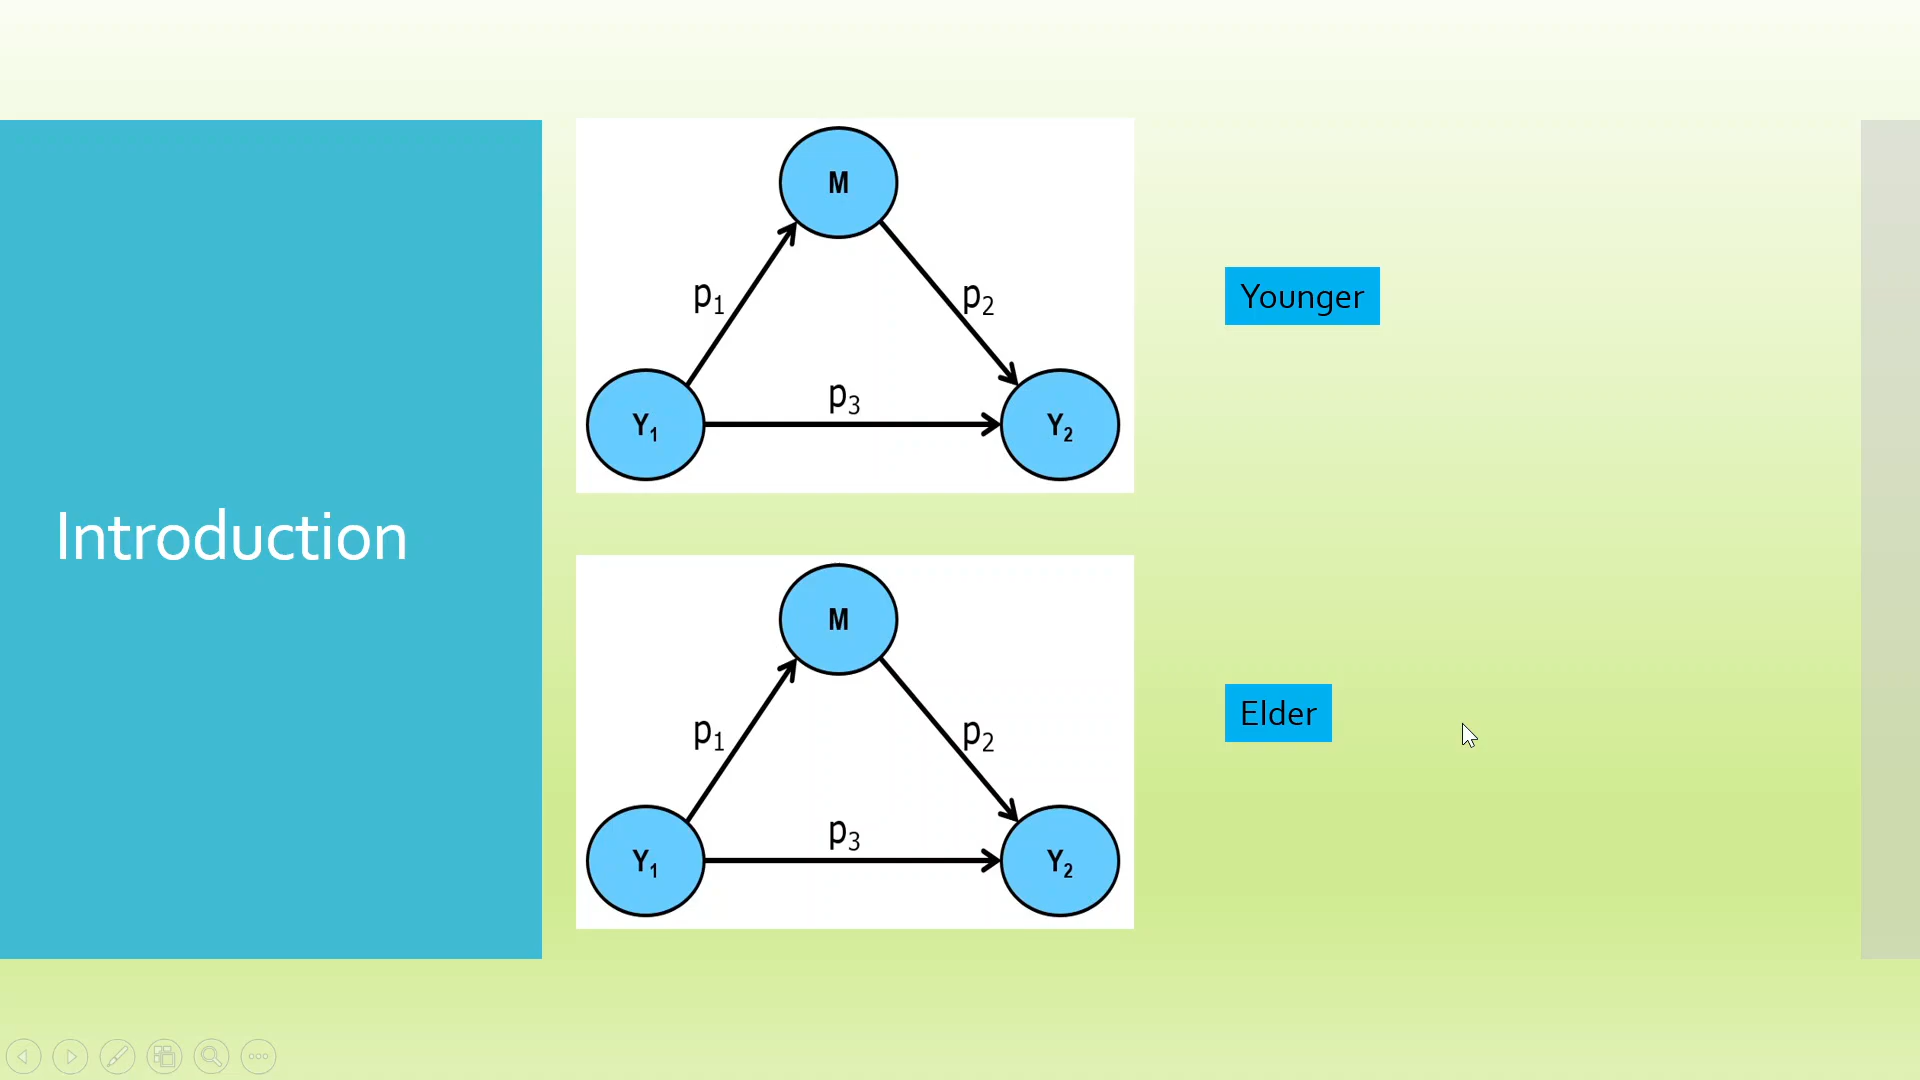 Introduction
M
p₁
p₂
p₃
Y₁
Y₂
Younger
M
p₁
p₂
p₃
Y₁
Y₂
Elder